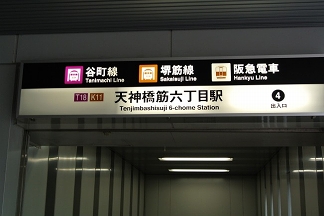 谷町線 堺筋線 阪急電車
Tanimachi Line Sakaisuji Line Hankyu Line
T18 K11 天神橋筋六丁目駅 4
Tenjimbashisuji 6-chome Station 出入口